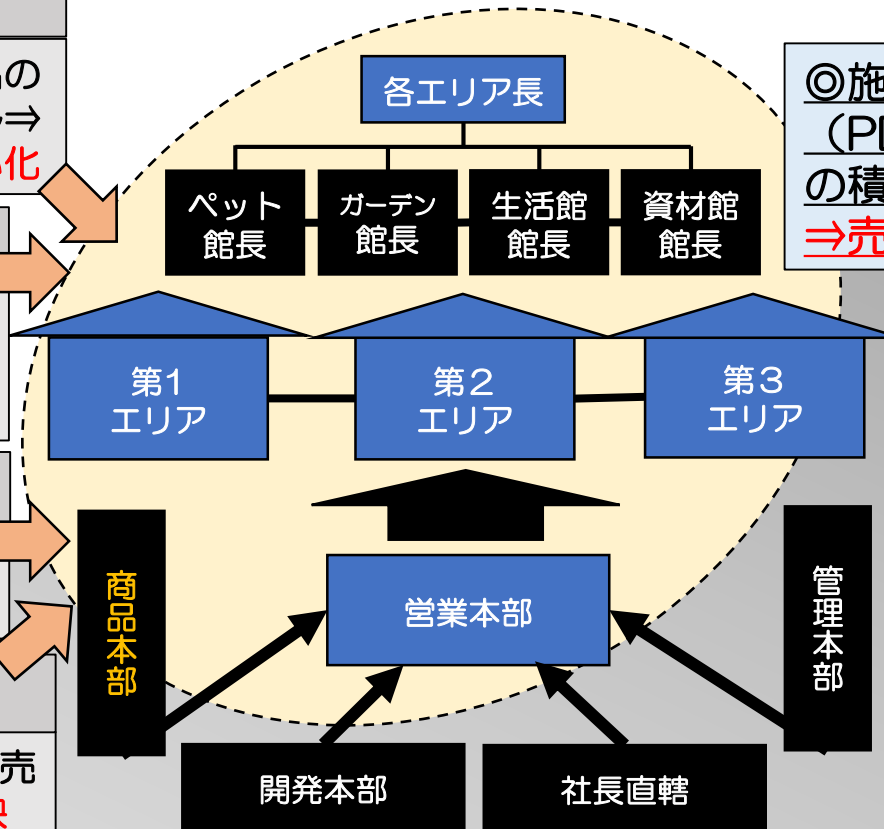 の
⇒
化
各エリア長
◎施
（P
の積
⇒売
ペット
館長
ガーデン
館長
生活館
館長
資材館
館長
第1
エリア
第２
エリア
第３
エリア
商品本部
営業本部
管理本部
開発本部
社長直轄
売